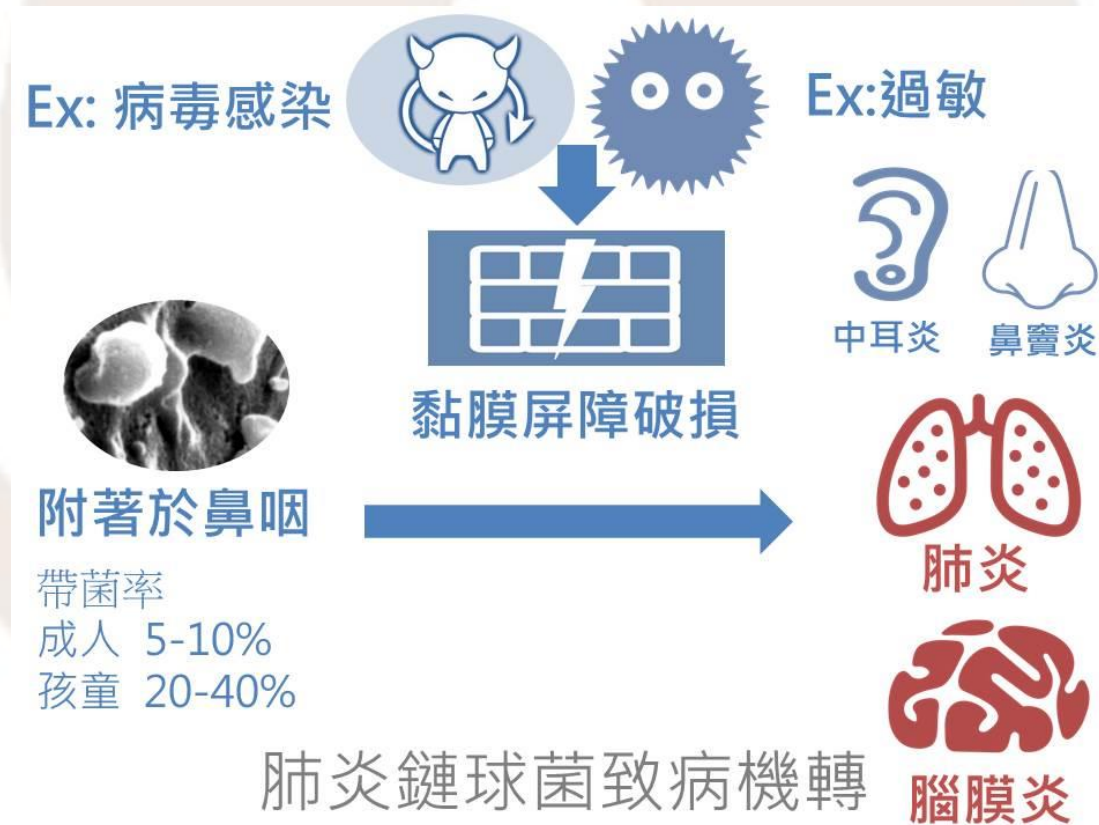 Ex: 病毒感染
Ex:過敏
中耳炎
鼻竇炎
黏膜屏障破損
附著於鼻咽
帶菌率
成人 5-10%
孩童 20-40%
肺炎
腦膜炎
肺炎鏈球菌致病機轉